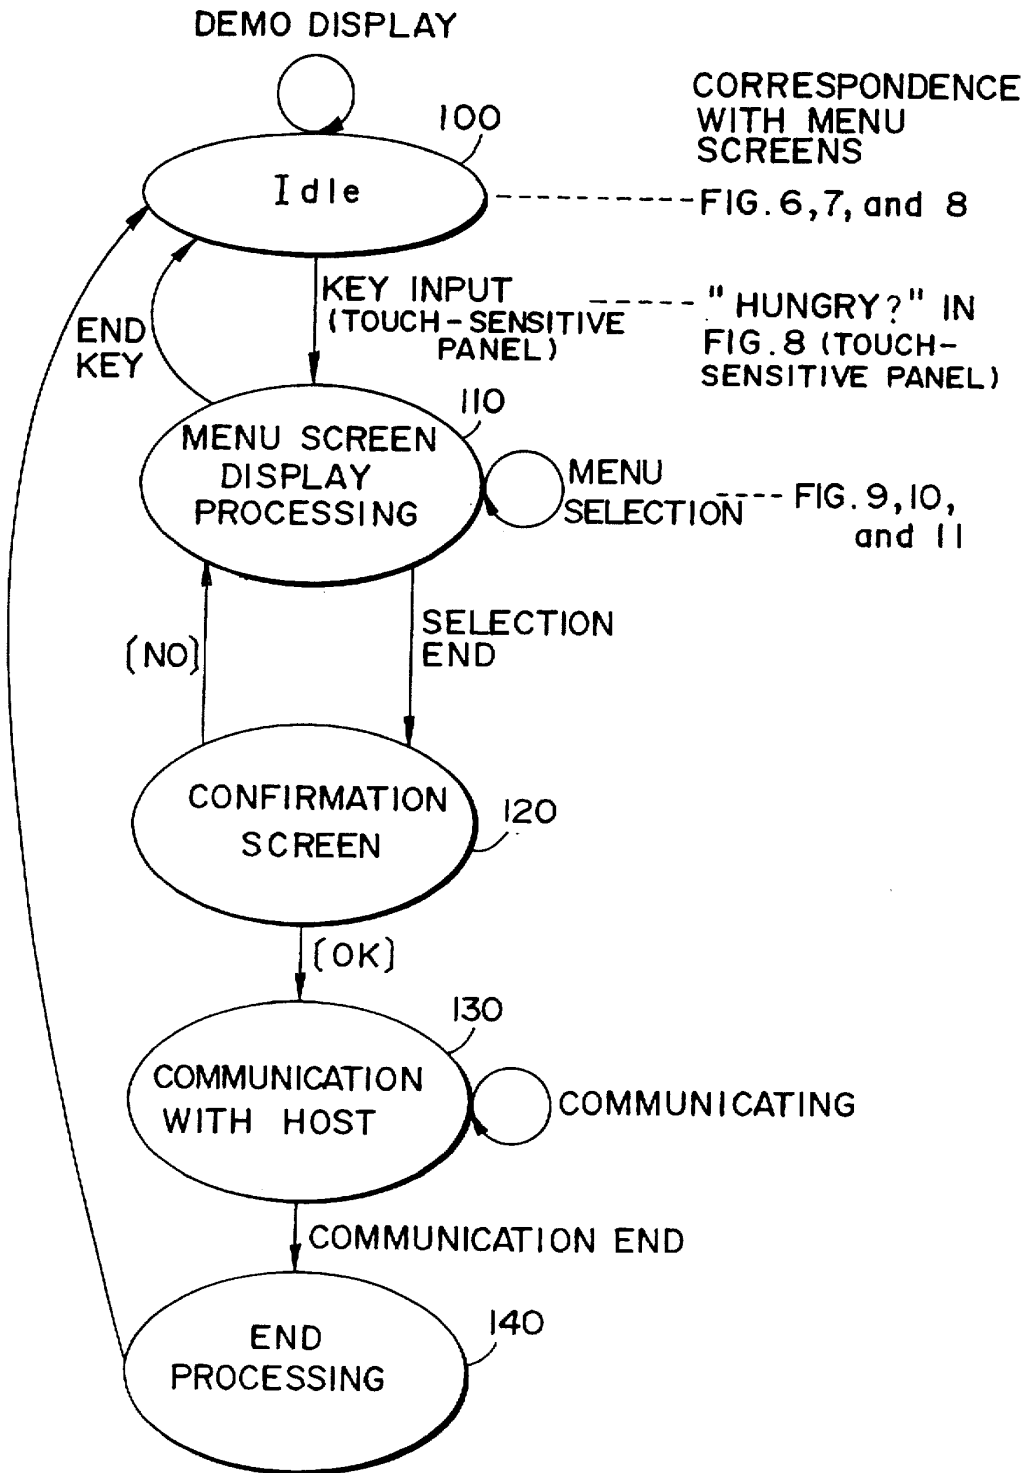 DEMO DISPLAY
CORRESPONDENCE
WITH MENU
SCREENS
100
Idle
FIG. 6, 7, and 8
KEY INPUT
(TOUCH-SENSITIVE
PANEL)
"HUNGRY?" IN
FIG. 8 (TOUCH-
SENSITIVE PANEL)
END
KEY
110
MENU SCREEN
DISPLAY
PROCESSING
MENU
SELECTION
FIG. 9, 10,
and 11
SELECTION
END
[NO]
CONFIRMATION
SCREEN
120
[OK]
130
COMMUNICATION
WITH HOST
COMMUNICATING
COMMUNICATION END
140
END
PROCESSING